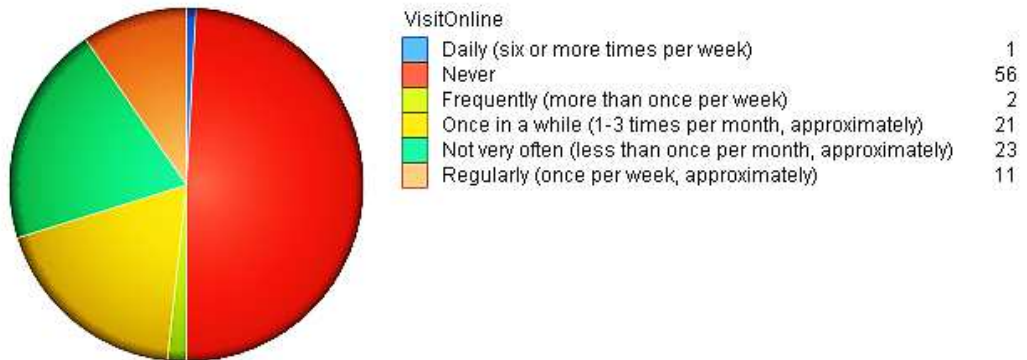 VisitOnline
Daily (six or more times per week) 1
Never 56
Frequently (more than once per week) 2
Once in a while (1-3 times per month, approximately) 21
Not very often (less than once per month, approximately) 23
Regularly (once per week, approximately) 11